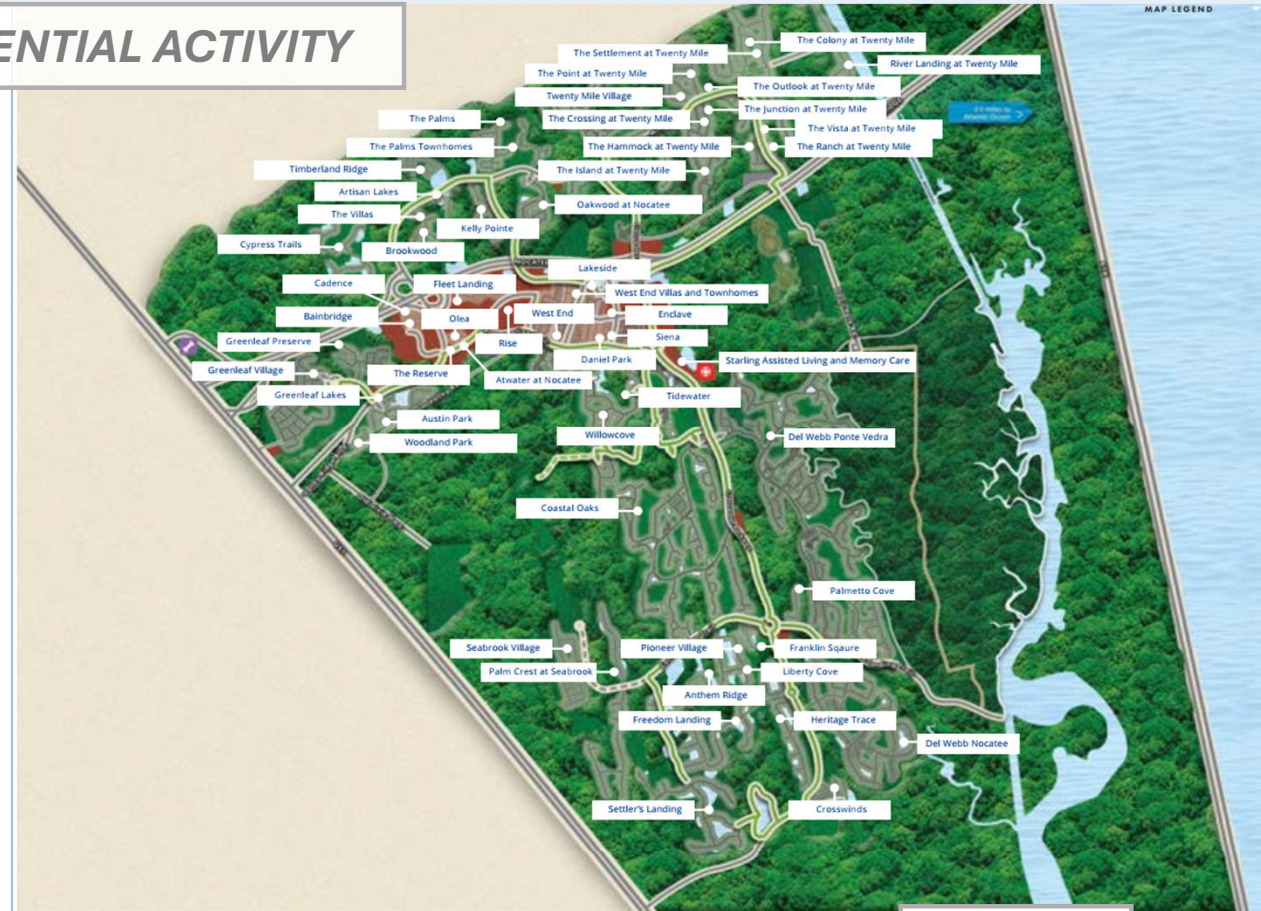 ENTIAL ACTIVITY
MAP LEGEND
The Colony at Twenty Mile
The Settlement at Twenty Mile
River Landing at Twenty Mile
The Point at Twenty Mile
The Outlook at Twenty Mile
Twenty Mile Village
The Junction at Twenty Mile
The Palms
The Crossing at Twenty Mile
The Vista at Twenty Mile
The Palms Townhomes
The Hammock at Twenty Mile
The Ranch at Twenty Mile
Timberland Ridge
The Island at Twenty Mile
Artisan Lakes
Oakwood at Nocatee
The Villas
Kelly Pointe
Cypress Trails
Brookwood
Lakeside
Cadence
Fleet Landing
West End Villas and Townhomes
Bainbridge
Olea
West End
Enclave
Greenleaf Preserve
Rise
Siena
Daniel Park
Starling Assisted Living and Memory Care
Greenleaf Village
The Reserve
Atwater at Nocatee
Greenleaf Lakes
Tidewater
Austin Park
Willowcove
Del Webb Ponte Vedra
Woodland Park
Coastal Oaks
Palmetto Cove
Seabrook Village
Pioneer Village
Franklin Sqaure
Palm Crest at Seabrook
Liberty Cove
Anthem Ridge
Freedom Landing
Heritage Trace
Del Webb Nocatee
Settler's Landing
Crosswinds